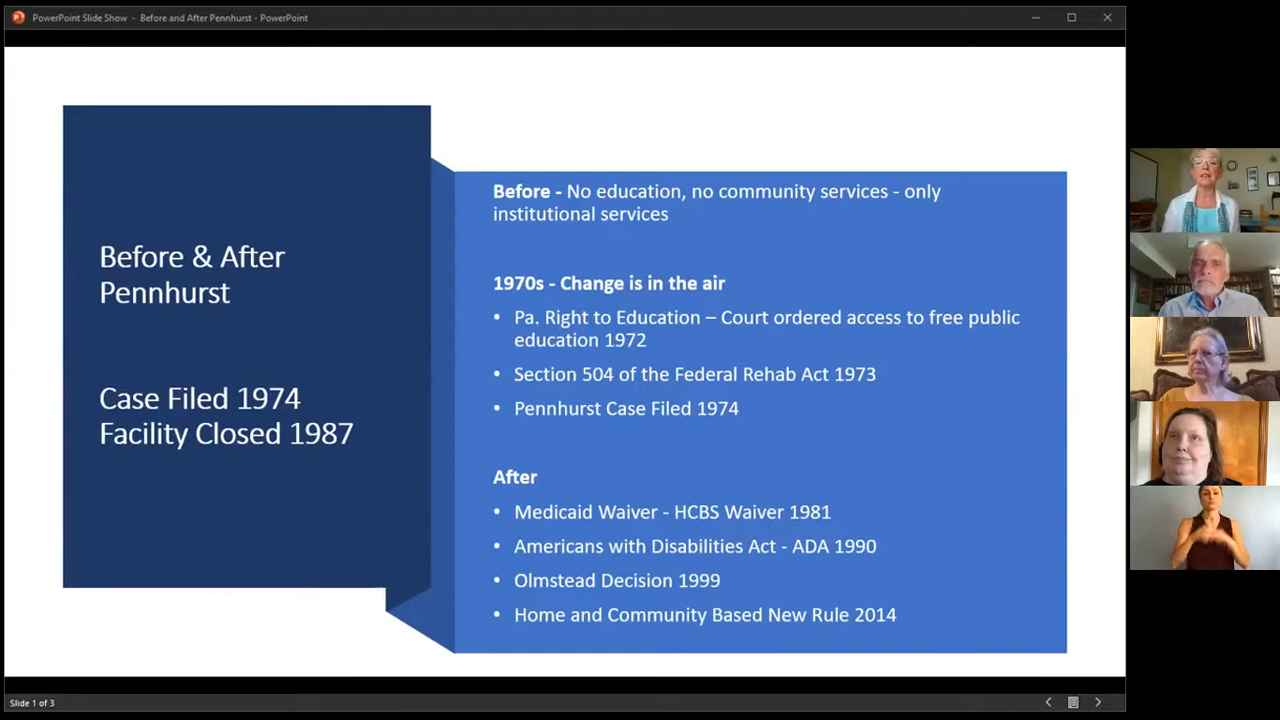 PowerPoint Slide Show - Before and After Pennhurst - PowerPoint
Before & After
Pennhurst
Case Filed 1974
Facility Closed 1987
Before - No education, no community services - only
institutional services
1970s - Change is in the air
• Pa. Right to Education – Court ordered access to free public
education 1972
• Section 504 of the Federal Rehab Act 1973
• Pennhurst Case Filed 1974
After
• Medicaid Waiver - HCBS Waiver 1981
• Americans with Disabilities Act - ADA 1990
• Olmstead Decision 1999
• Home and Community Based New Rule 2014
Slide 1 of 3